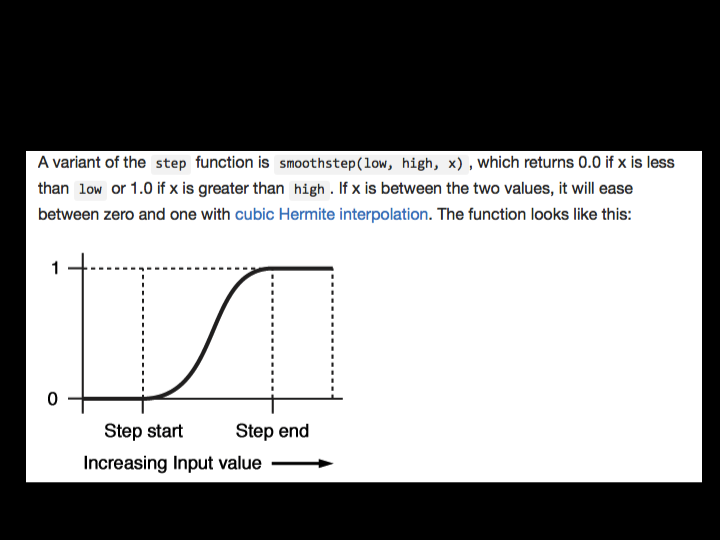 A variant of the step function is smoothstep(low, high, x) , which returns 0.0 if x is less
than low or 1.0 if x is greater than high . If x is between the two values, it will ease
between zero and one with cubic Hermite interpolation. The function looks like this:
1
0
Step start Step end
Increasing Input value